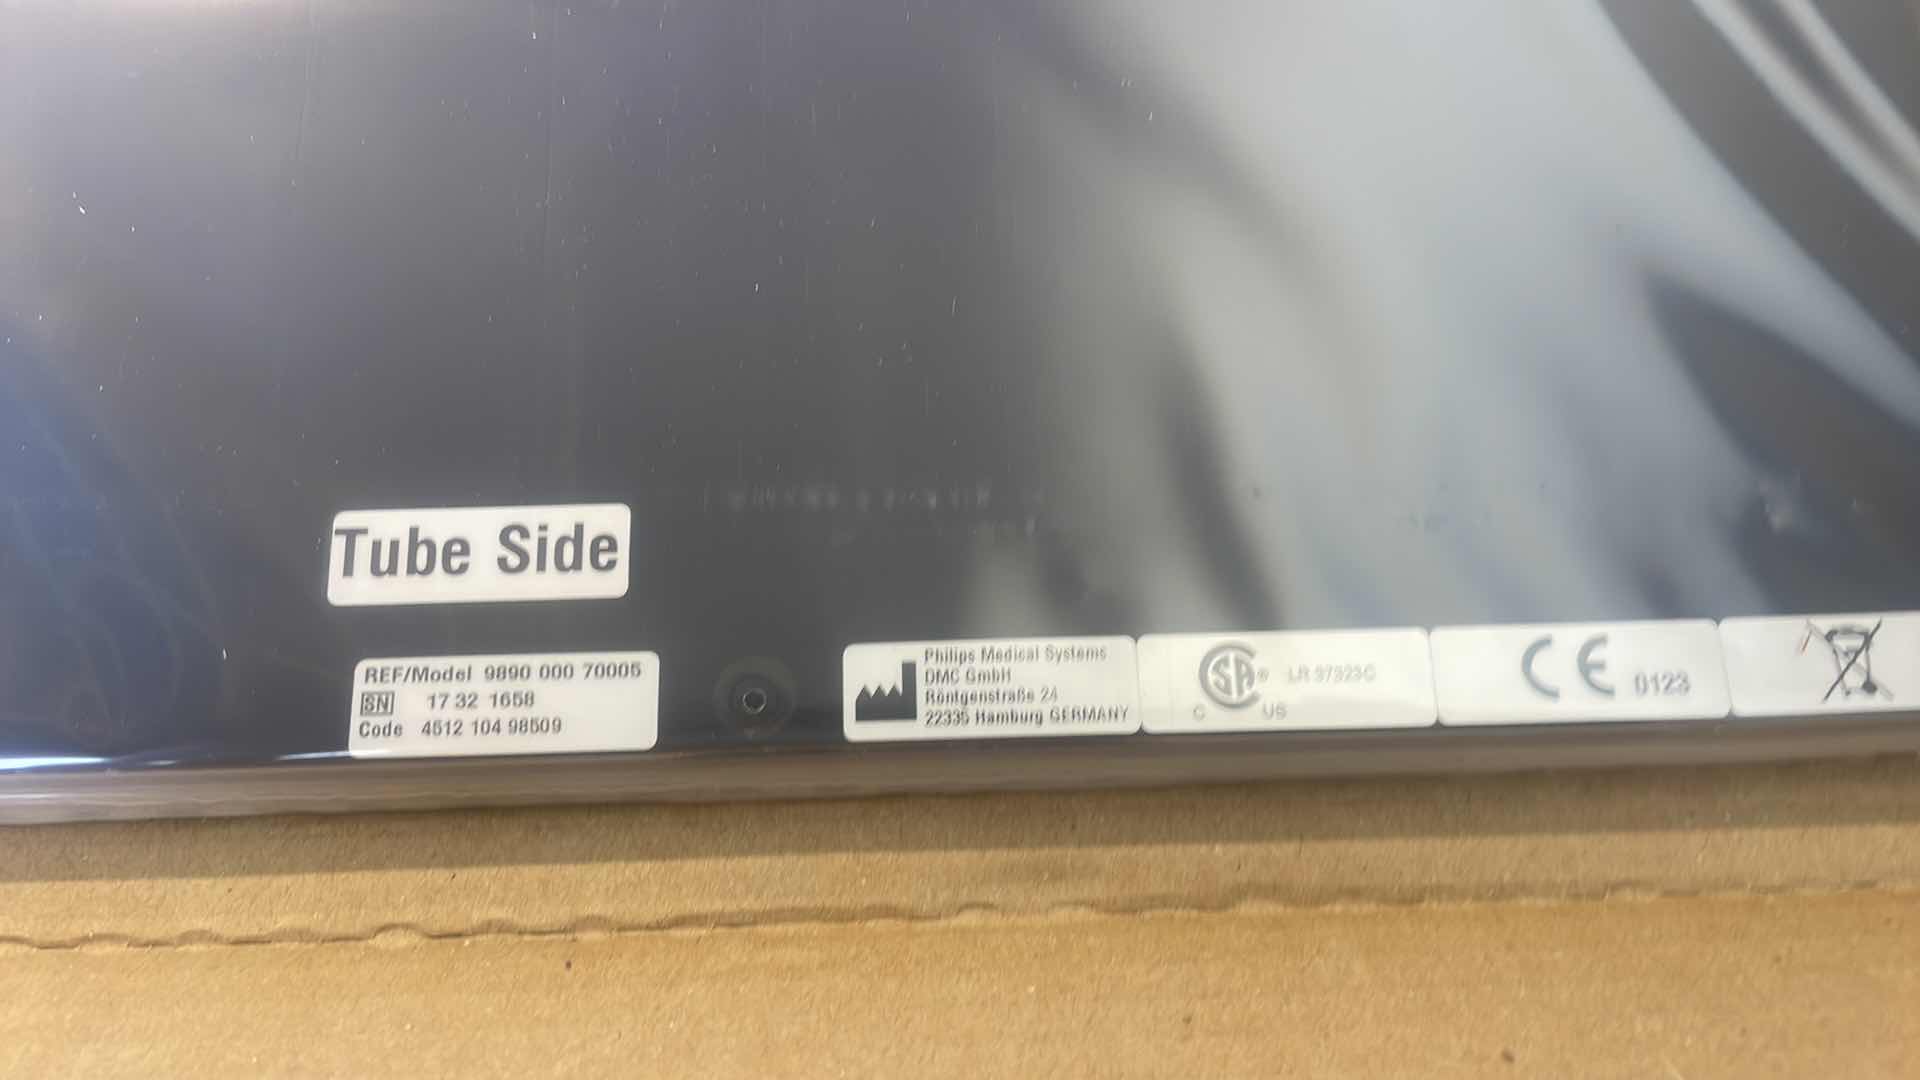 Tube Side
REF/Model 9890 000 70005
SN 17 32 1658
Code 4512 104 98509
Philips Medical Systems
DMC GmbH
Röntgenstraße 24
22335 Hamburg GERMANY
SA ®
C US
CE 0123